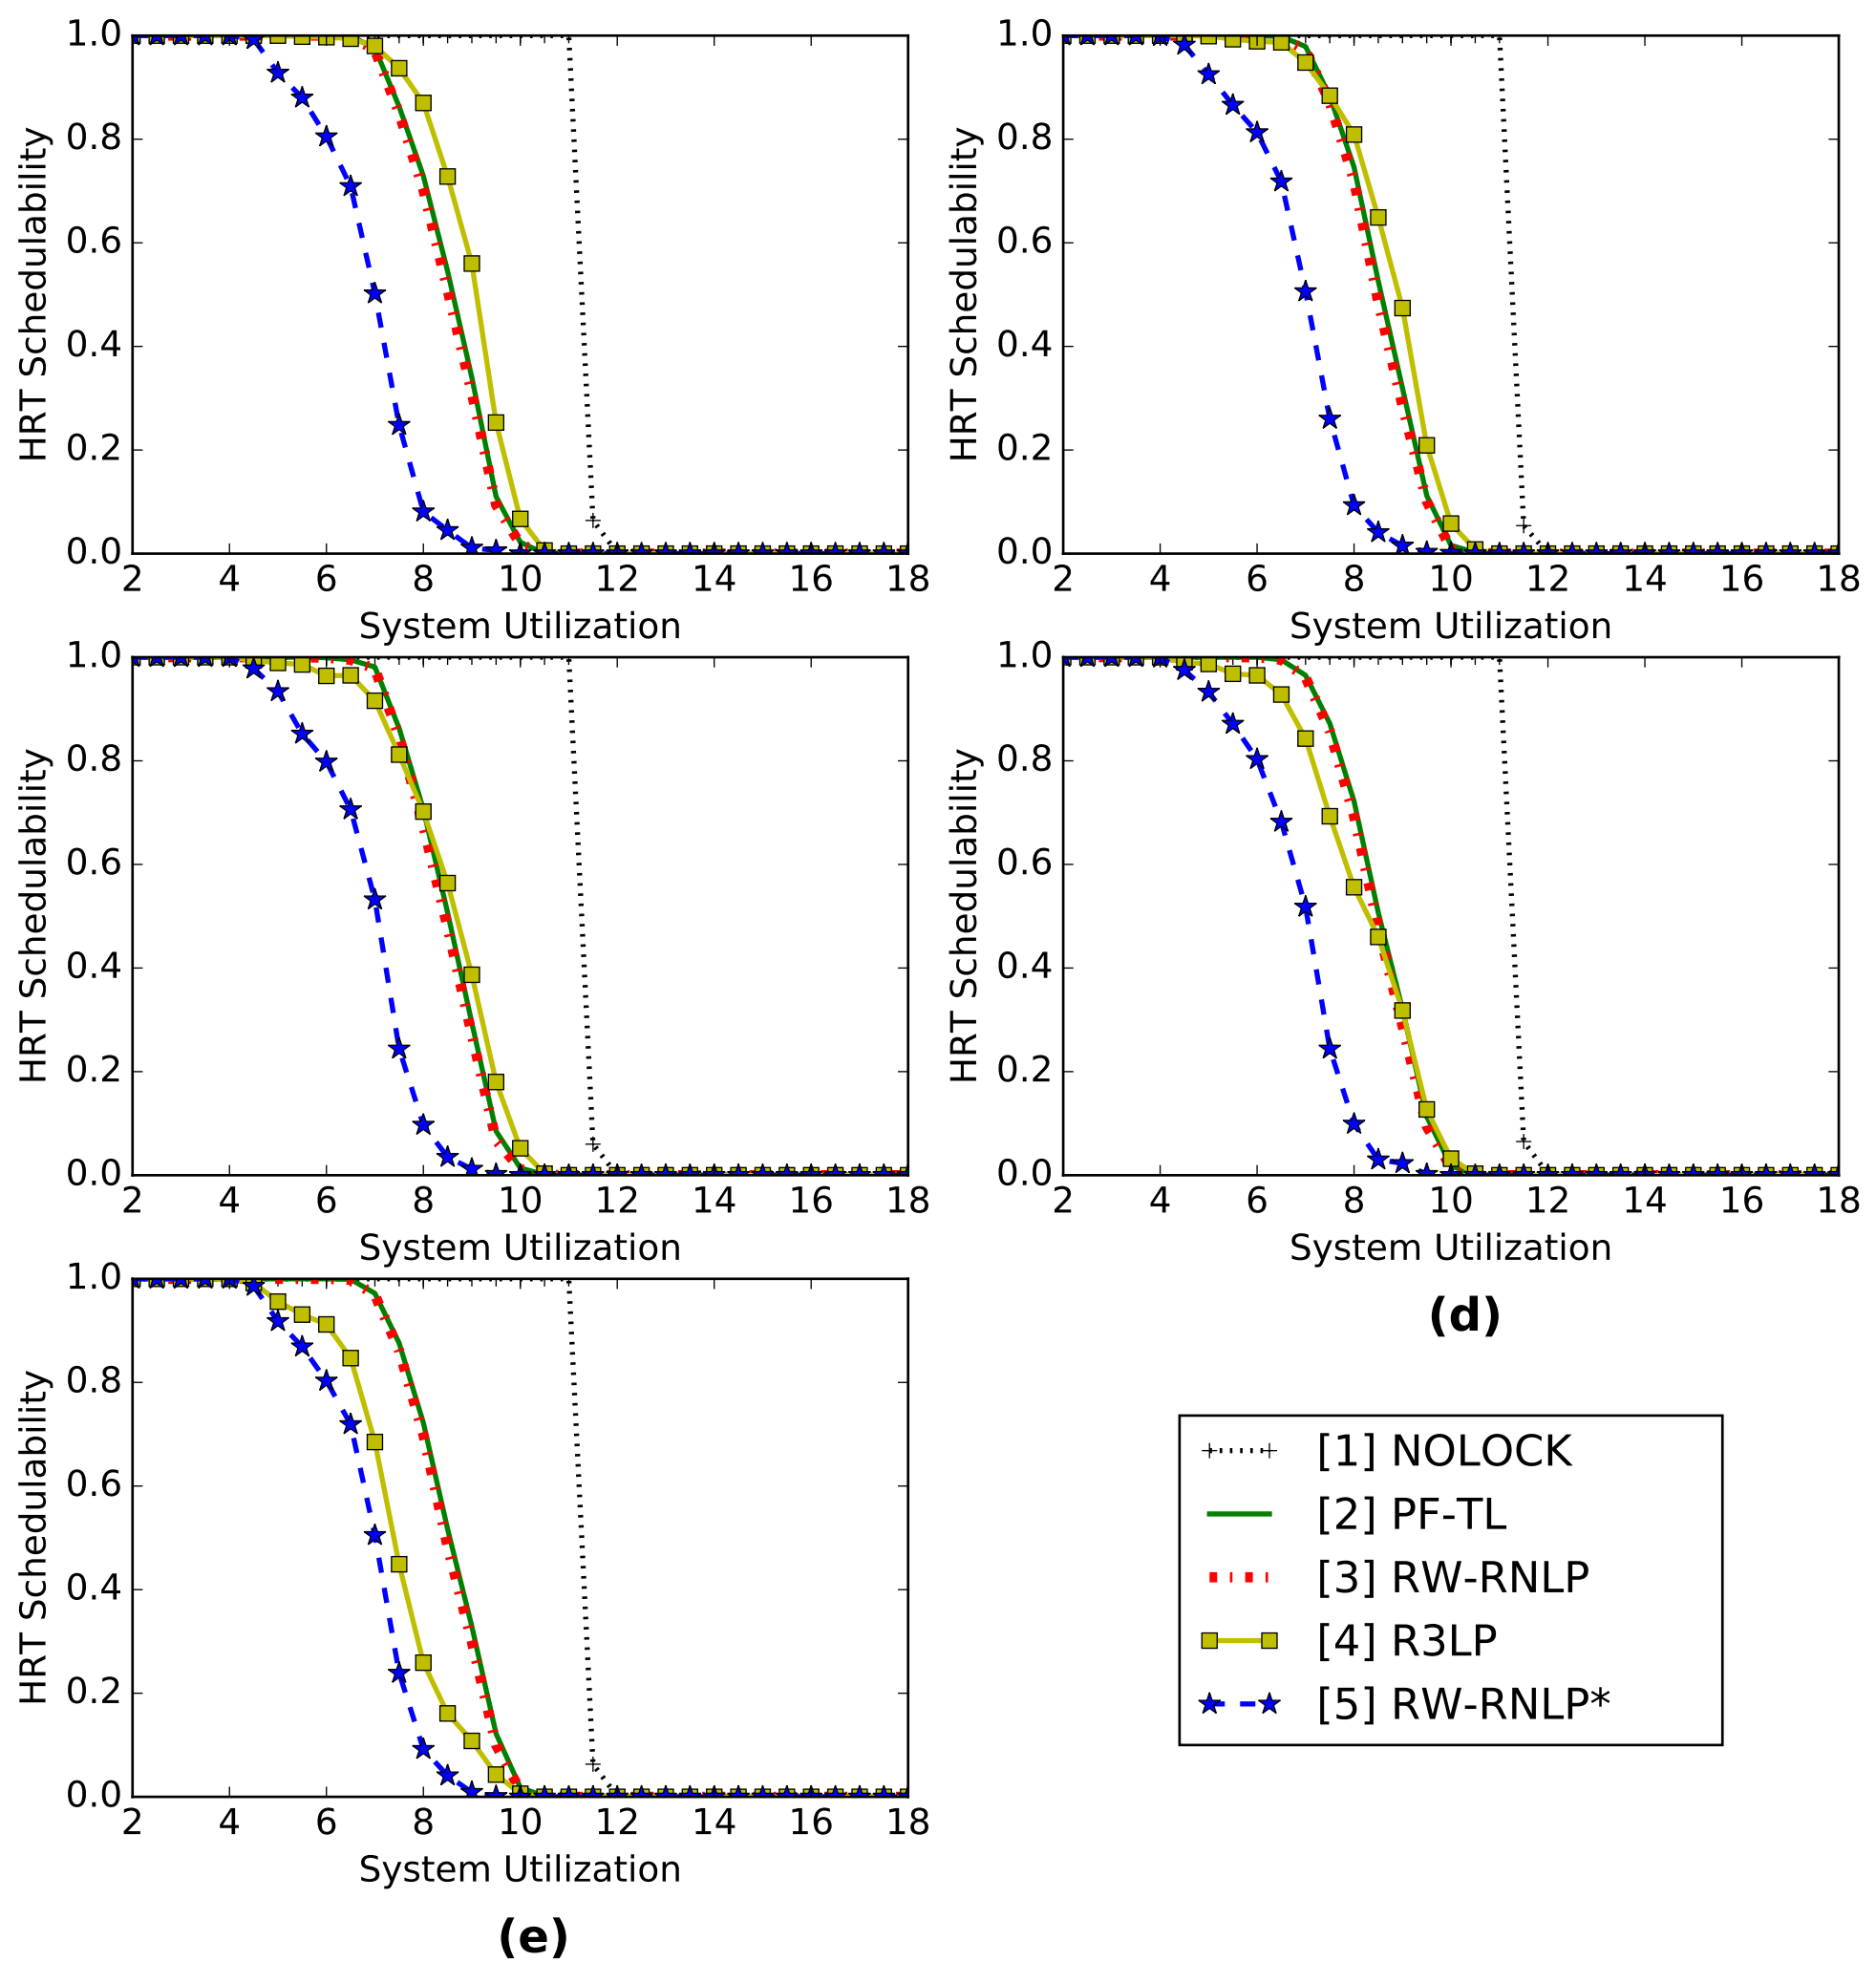 1.0
0.8
0.6
0.4
0.2
0.0
HRT Schedulability
2 4 6 8 10 12 14 16 18
System Utilization
1.0
0.8
0.6
0.4
0.2
0.0
HRT Schedulability
2 4 6 8 10 12 14 16 18
System Utilization
1.0
0.8
0.6
0.4
0.2
0.0
HRT Schedulability
2 4 6 8 10 12 14 16 18
System Utilization
1.0
0.8
0.6
0.4
0.2
0.0
HRT Schedulability
2 4 6 8 10 12 14 16 18
System Utilization
(d)
1.0
0.8
0.6
0.4
0.2
0.0
HRT Schedulability
2 4 6 8 10 12 14 16 18
System Utilization
(e)
[1] NOLOCK
[2] PF-TL
[3] RW-RNLP
[4] R3LP
[5] RW-RNLP*